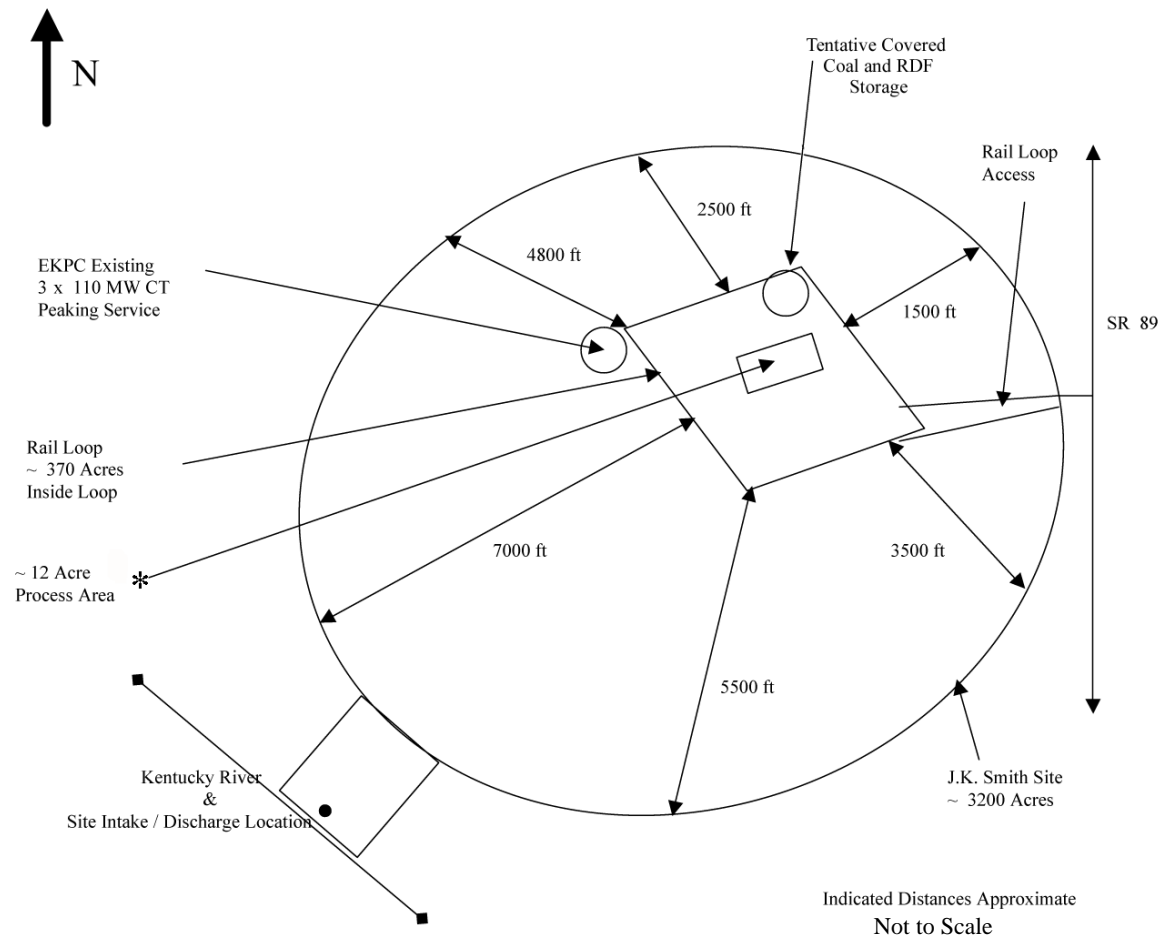 N
Tentative Covered
Coal and RDF
Storage
Rail Loop
Access
2500 ft
4800 ft
EKPC Existing
3 x 110 MW CT
Peaking Service
1500 ft
SR 89
Rail Loop
~ 370 Acres
Inside Loop
7000 ft
3500 ft
~ 12 Acre
Process Area
*
5500 ft
Kentucky River
&
Site Intake / Discharge Location
J.K. Smith Site
~ 3200 Acres
Indicated Distances Approximate
Not to Scale